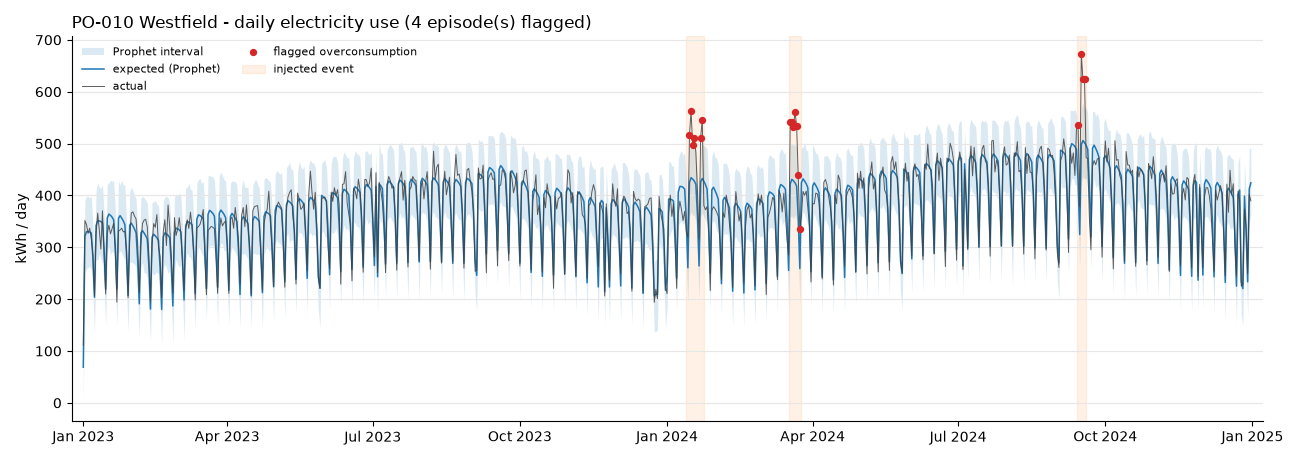 PO-010 Westfield - daily electricity use (4 episode(s) flagged)
Prophet interval
expected (Prophet)
actual
flagged overconsumption
injected event
kWh / day
700
600
500
400
300
200
100
0
Jan 2023
Apr 2023
Jul 2023
Oct 2023
Jan 2024
Apr 2024
Jul 2024
Oct 2024
Jan 2025